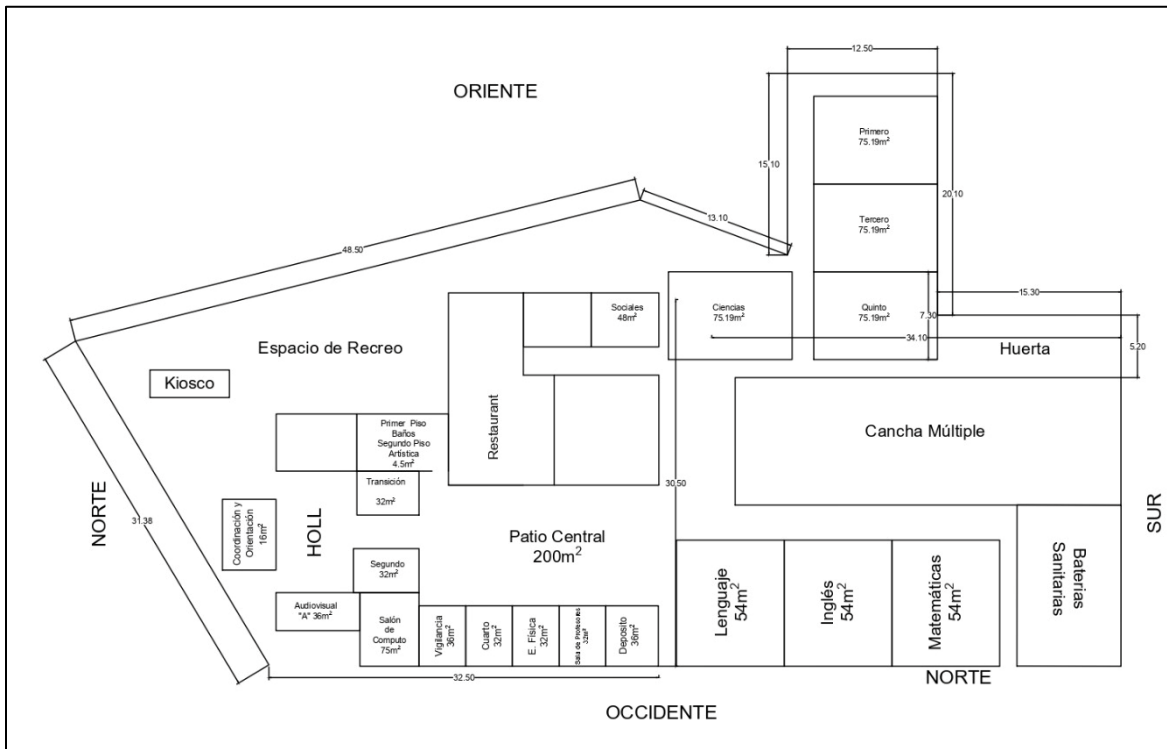 12.50
ORIENTE
15.10
Primero
75.19m²
20.10
13.10
Tercero
75.19m²
48.50
15.30
Sociales
48m²
Ciencias
75.19m²
Quinto
75.19m²
7.30
34.10
5.20
Espacio de Recreo
Huerta
Kiosco
Restaurant
Cancha Múltiple
Primer Piso
Baños
Segundo Piso
Artística
4.5m²
Transición
32m²
30.50
NORTE
31.38
Coordinación y
Orientación
16m²
HOLL
Patio Central
200m²
SUR
Segundo
32m²
Audiovisual
"A" 36m²
Salón
de
Computo
75m²
Vigilancia
36m²
Cuarto
32m²
E. Física
32m²
Sala de Profesores
32m²
Deposito
36m²
Lenguaje
54m²
Inglés
54m²
Matemáticas
54m²
Baterias
Sanitarias
32.50
NORTE
OCCIDENTE